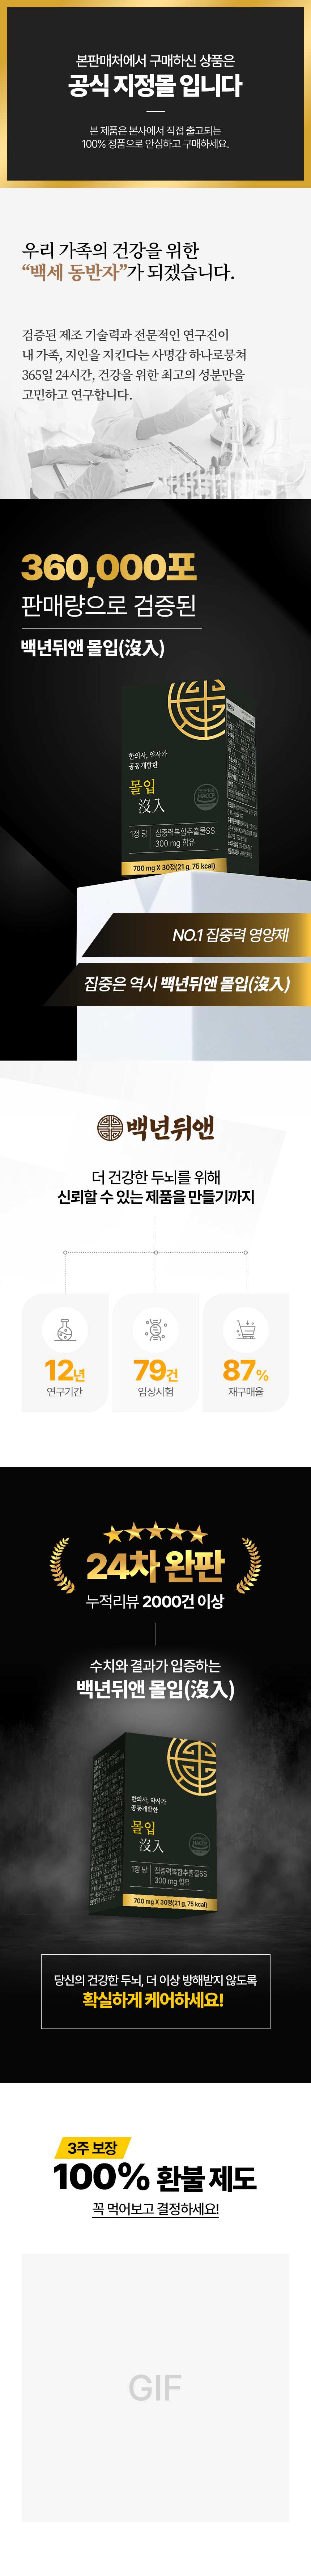 본판매처에서 구매하신 상품은
공식 지정몰 입니다
본 제품은 본사에서 직접 출고되는
100% 정품으로 안심하고 구매하세요.
우리 가족의 건강을 위한
“백세 동반자”가 되겠습니다.
검증된 제조 기술력과 전문적인 연구진이
내 가족, 지인을 지킨다는 사명감 하나로뭉쳐
365일 24시간, 건강을 위한 최고의 성분만을
고민하고 연구합니다.
360,000포
판매량으로 검증된
백년뒤앤 몰입(沒入)
한의사, 약사가
공동개발한
몰입
沒入
1정 당 집중력복합추출물SS
300 mg 함유
700 mg X 30정(21 g, 75 kcal)
NO.1 집중력 영양제
집중은 역시 백년뒤앤 몰입(沒入)
백년뒤앤
더 건강한 두뇌를 위해
신뢰할 수 있는 제품을 만들기까지
12년
연구기간
79건
임상시험
87%
재구매율
24차 완판
누적리뷰 2000건 이상
수치와 결과가 입증하는
백년뒤앤 몰입(沒入)
한의사, 약사가
공동개발한
몰입
沒入
1정 당 집중력복합추출물SS
300 mg 함유
700 mg X 30정(21 g, 75 kcal)
당신의 건강한 두뇌, 더 이상 방해받지 않도록
확실하게 케어하세요!
3주 보장
100% 환불 제도
꼭 먹어보고 결정하세요!
GIF